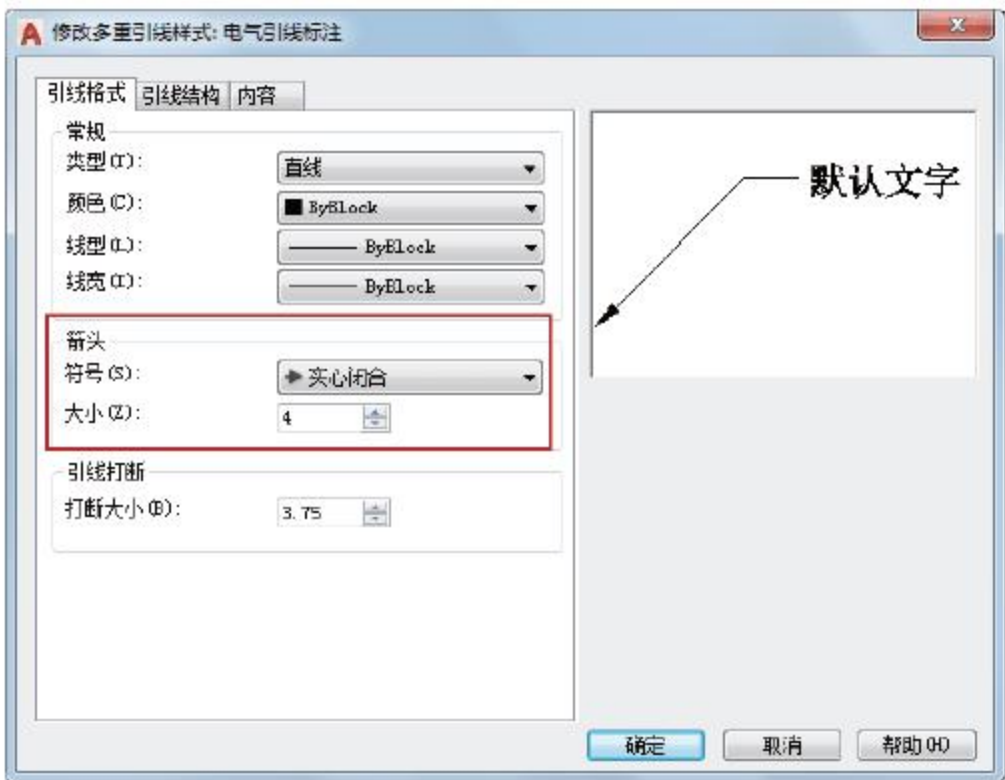 修改多重引线样式: 电气引线标注
引线格式 引线结构 内容
常规
类型(T): 直线
颜色(C): ByBlock
线型(L): ByBlock
线宽(I): ByBlock
箭头
符号(S): 实心闭合
大小(Z): 4
引线打断
打断大小(B): 3.75
默认文字
确定 取消 帮助(H)